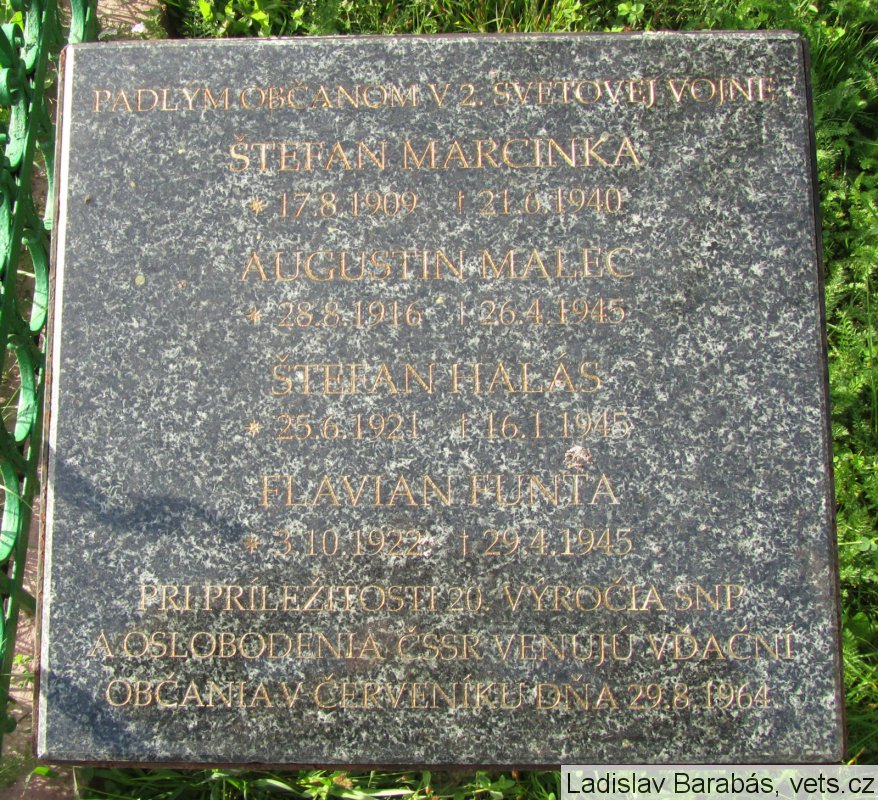 PADLÝM OBČANOM V 2. SVETOVEJ VOJNE
ŠTEFAN MARCINKA
* 17.8.1909 † 21.6.1940
AUGUSTIN MALEC
* 28.8.1916 † 26.4.1945
ŠTEFAN HALÁS
* 25.6.1921 † 16.1.1945
FLAVIAN FUNTA
* 3.10.1922 † 29.4.1945
PRI PRÍLEŽITOSTI 20. VÝROČIA SNP
A OSLOBODENIA ČSSR VENUJÚ VĎAČNÍ
OBČANIA V ČERVENÍKU DŇA 29.8.1964
Ladislav Barabás, vets.cz